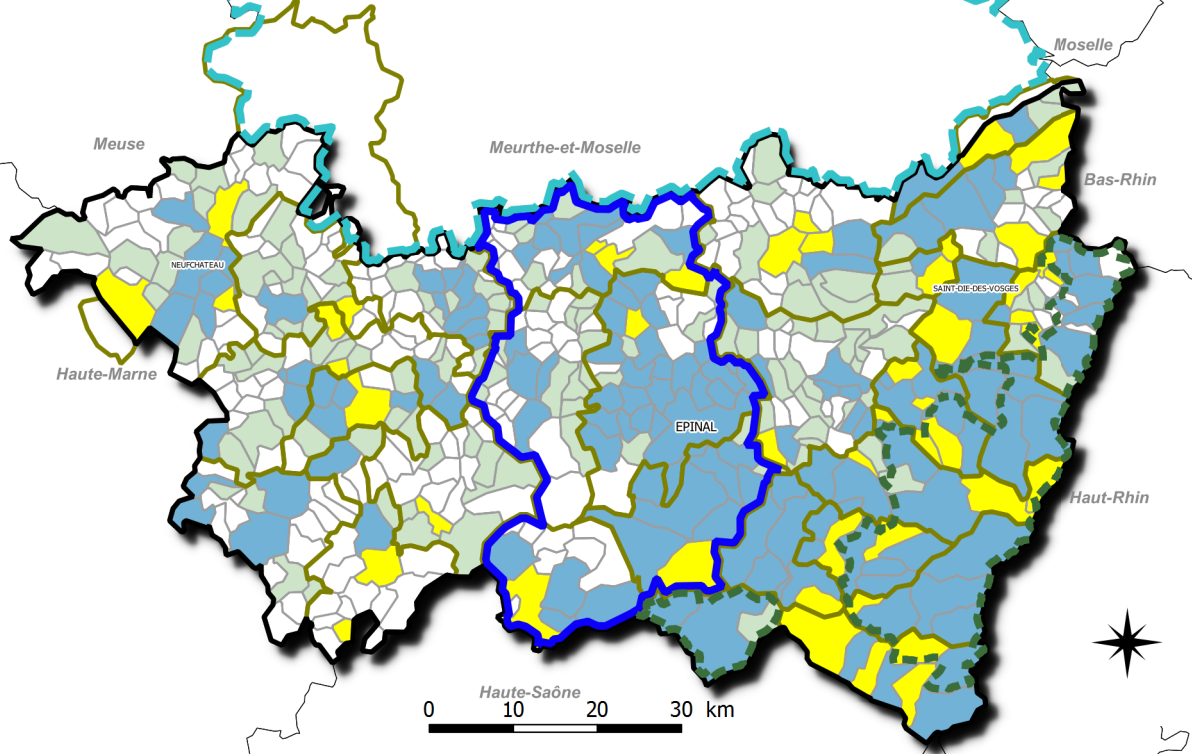 Moselle
Meuse
Meurthe-et-Moselle
Bas-Rhin
NEUFCHATEAU
SAINT-DIE-DES-VOSGES
Haute-Marne
EPINAL
Haut-Rhin
Haute-Saône
0 10 20 30 km